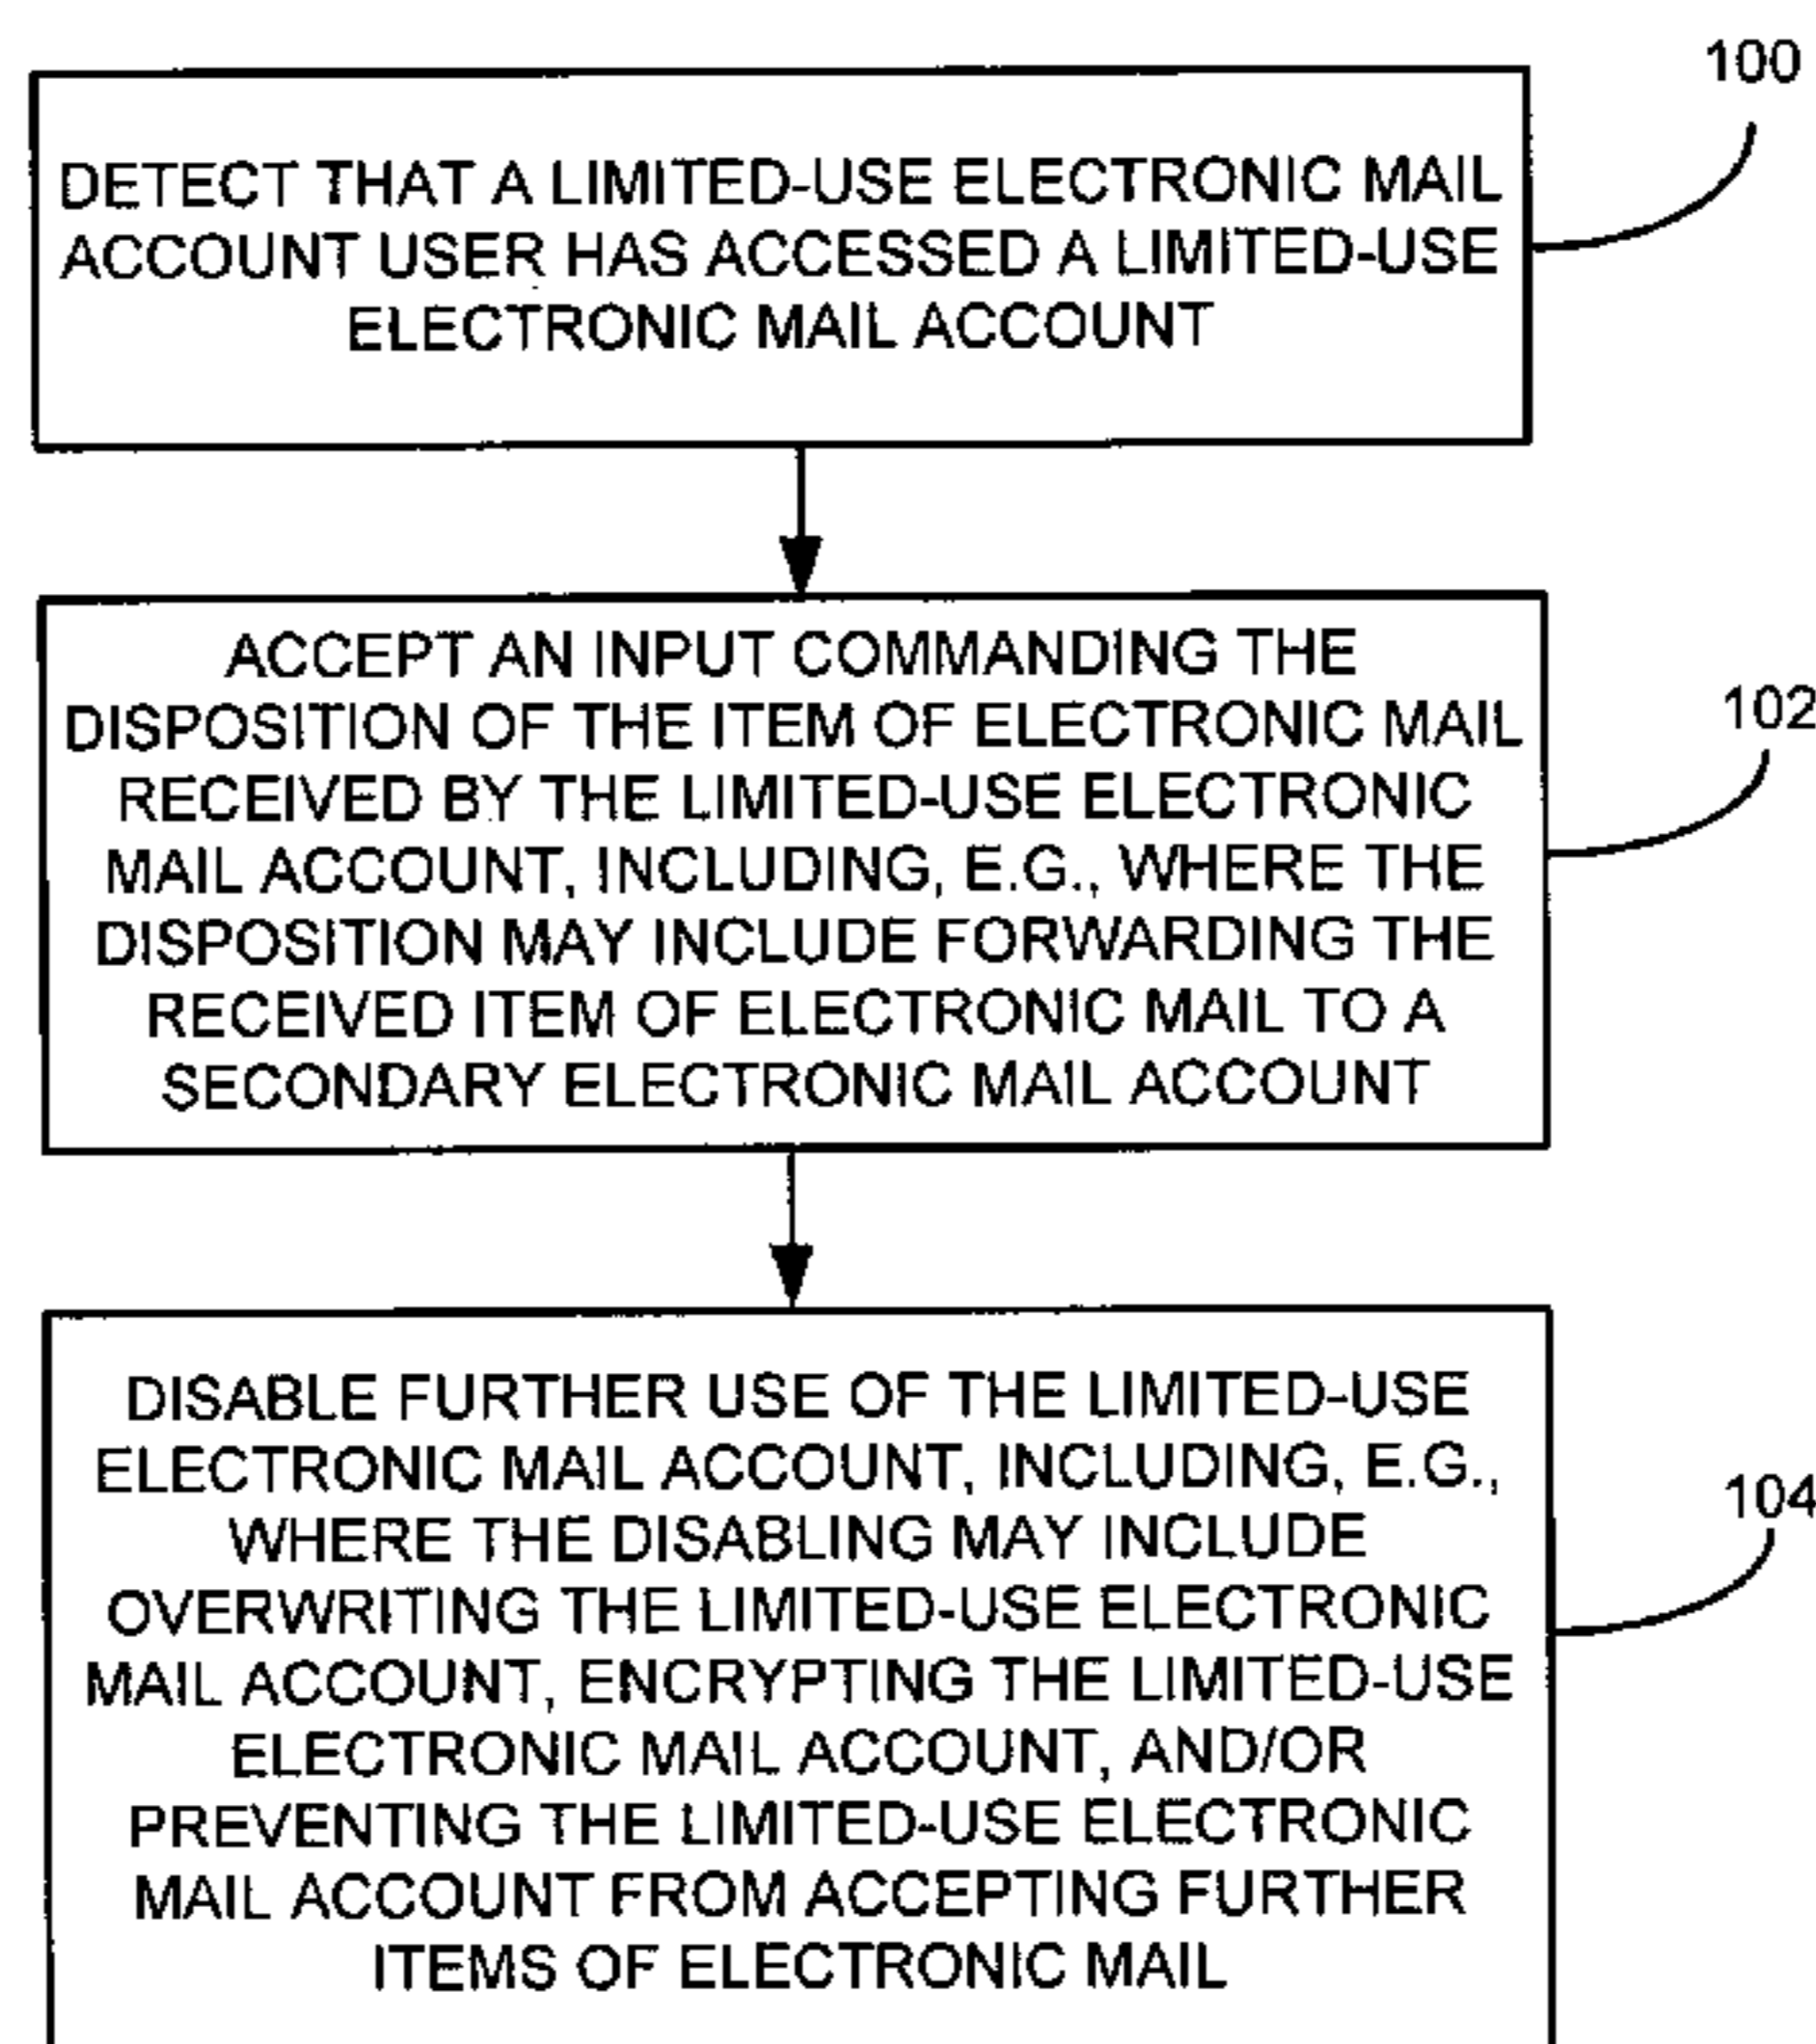 100
DETECT THAT A LIMITED-USE ELECTRONIC MAIL
ACCOUNT USER HAS ACCESSED A LIMITED-USE
ELECTRONIC MAIL ACCOUNT
ACCEPT AN INPUT COMMANDING THE
DISPOSITION OF THE ITEM OF ELECTRONIC MAIL
RECEIVED BY THE LIMITED-USE ELECTRONIC
MAIL ACCOUNT, INCLUDING, E.G., WHERE THE
DISPOSITION MAY INCLUDE FORWARDING THE
RECEIVED ITEM OF ELECTRONIC MAIL TO A
SECONDARY ELECTRONIC MAIL ACCOUNT
102
DISABLE FURTHER USE OF THE LIMITED-USE
ELECTRONIC MAIL ACCOUNT, INCLUDING, E.G.,
WHERE THE DISABLING MAY INCLUDE
OVERWRITING THE LIMITED-USE ELECTRONIC
MAIL ACCOUNT, ENCRYPTING THE LIMITED-USE
ELECTRONIC MAIL ACCOUNT, AND/OR
PREVENTING THE LIMITED-USE ELECTRONIC
MAIL ACCOUNT FROM ACCEPTING FURTHER
ITEMS OF ELECTRONIC MAIL
104